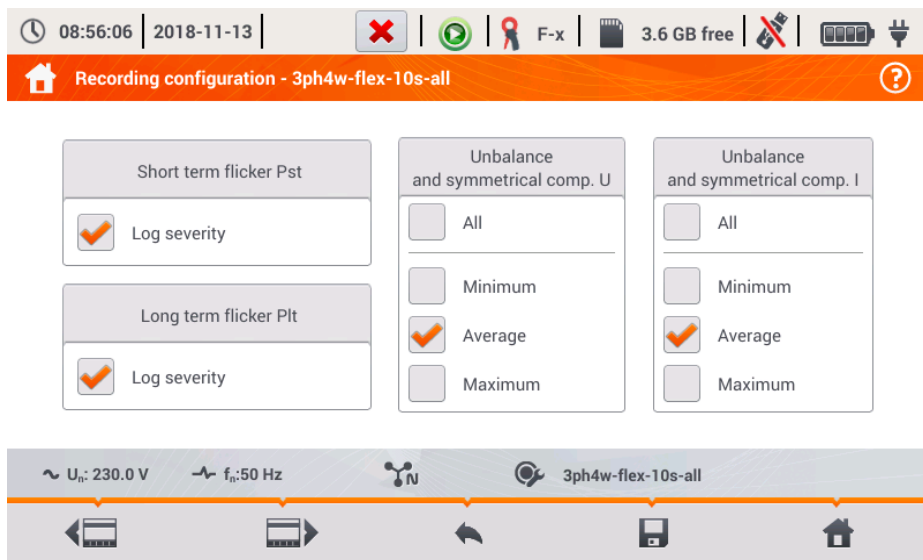 08:56:06 2018-11-13 F-x 3.6 GB free
Recording configuration - 3ph4w-flex-10s-all ?
Short term flicker Pst
Log severity
Long term flicker Plt
Log severity
Unbalance
and symmetrical comp. U
All
Minimum
Average
Maximum
Unbalance
and symmetrical comp. I
All
Minimum
Average
Maximum
Un: 230.0 V fn:50 Hz N 3ph4w-flex-10s-all